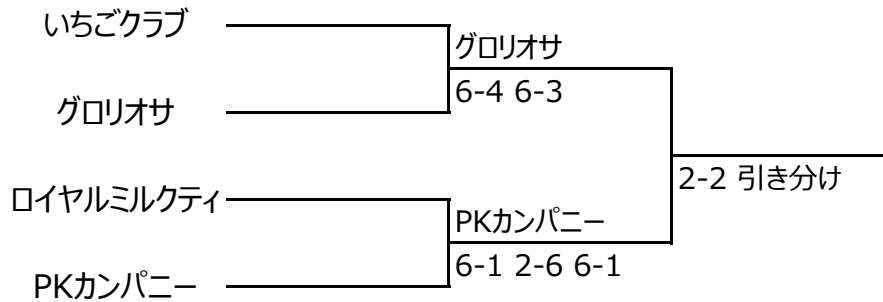 いちごクラブ
グロリオサ
6-4 6-3
グロリオサ
2-2 引き分け
ロイヤルミルクティ
PKカンパニー
6-1 2-6 6-1
PKカンパニー